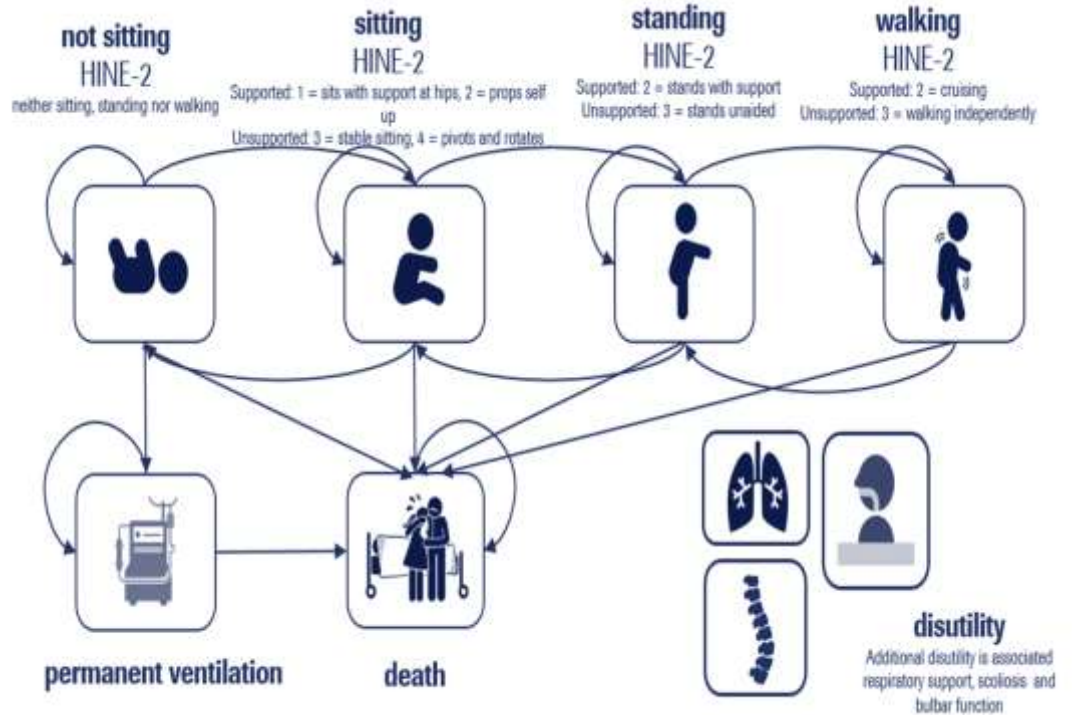 not sitting
HINE-2
neither sitting, standing nor walking
sitting
HINE-2
Supported: 1 = sits with support at hips, 2 = props self
up
Unsupported: 3 = stable sitting, 4 = pivots and rotates
standing
HINE-2
Supported: 2 = stands with support
Unsupported: 3 = stands unaided
walking
HINE-2
Supported: 2 = cruising
Unsupported: 3 = walking independently
permanent ventilation
death
disutility
Additional disutility is associated
respiratory support, scoliosis and
bulbar function